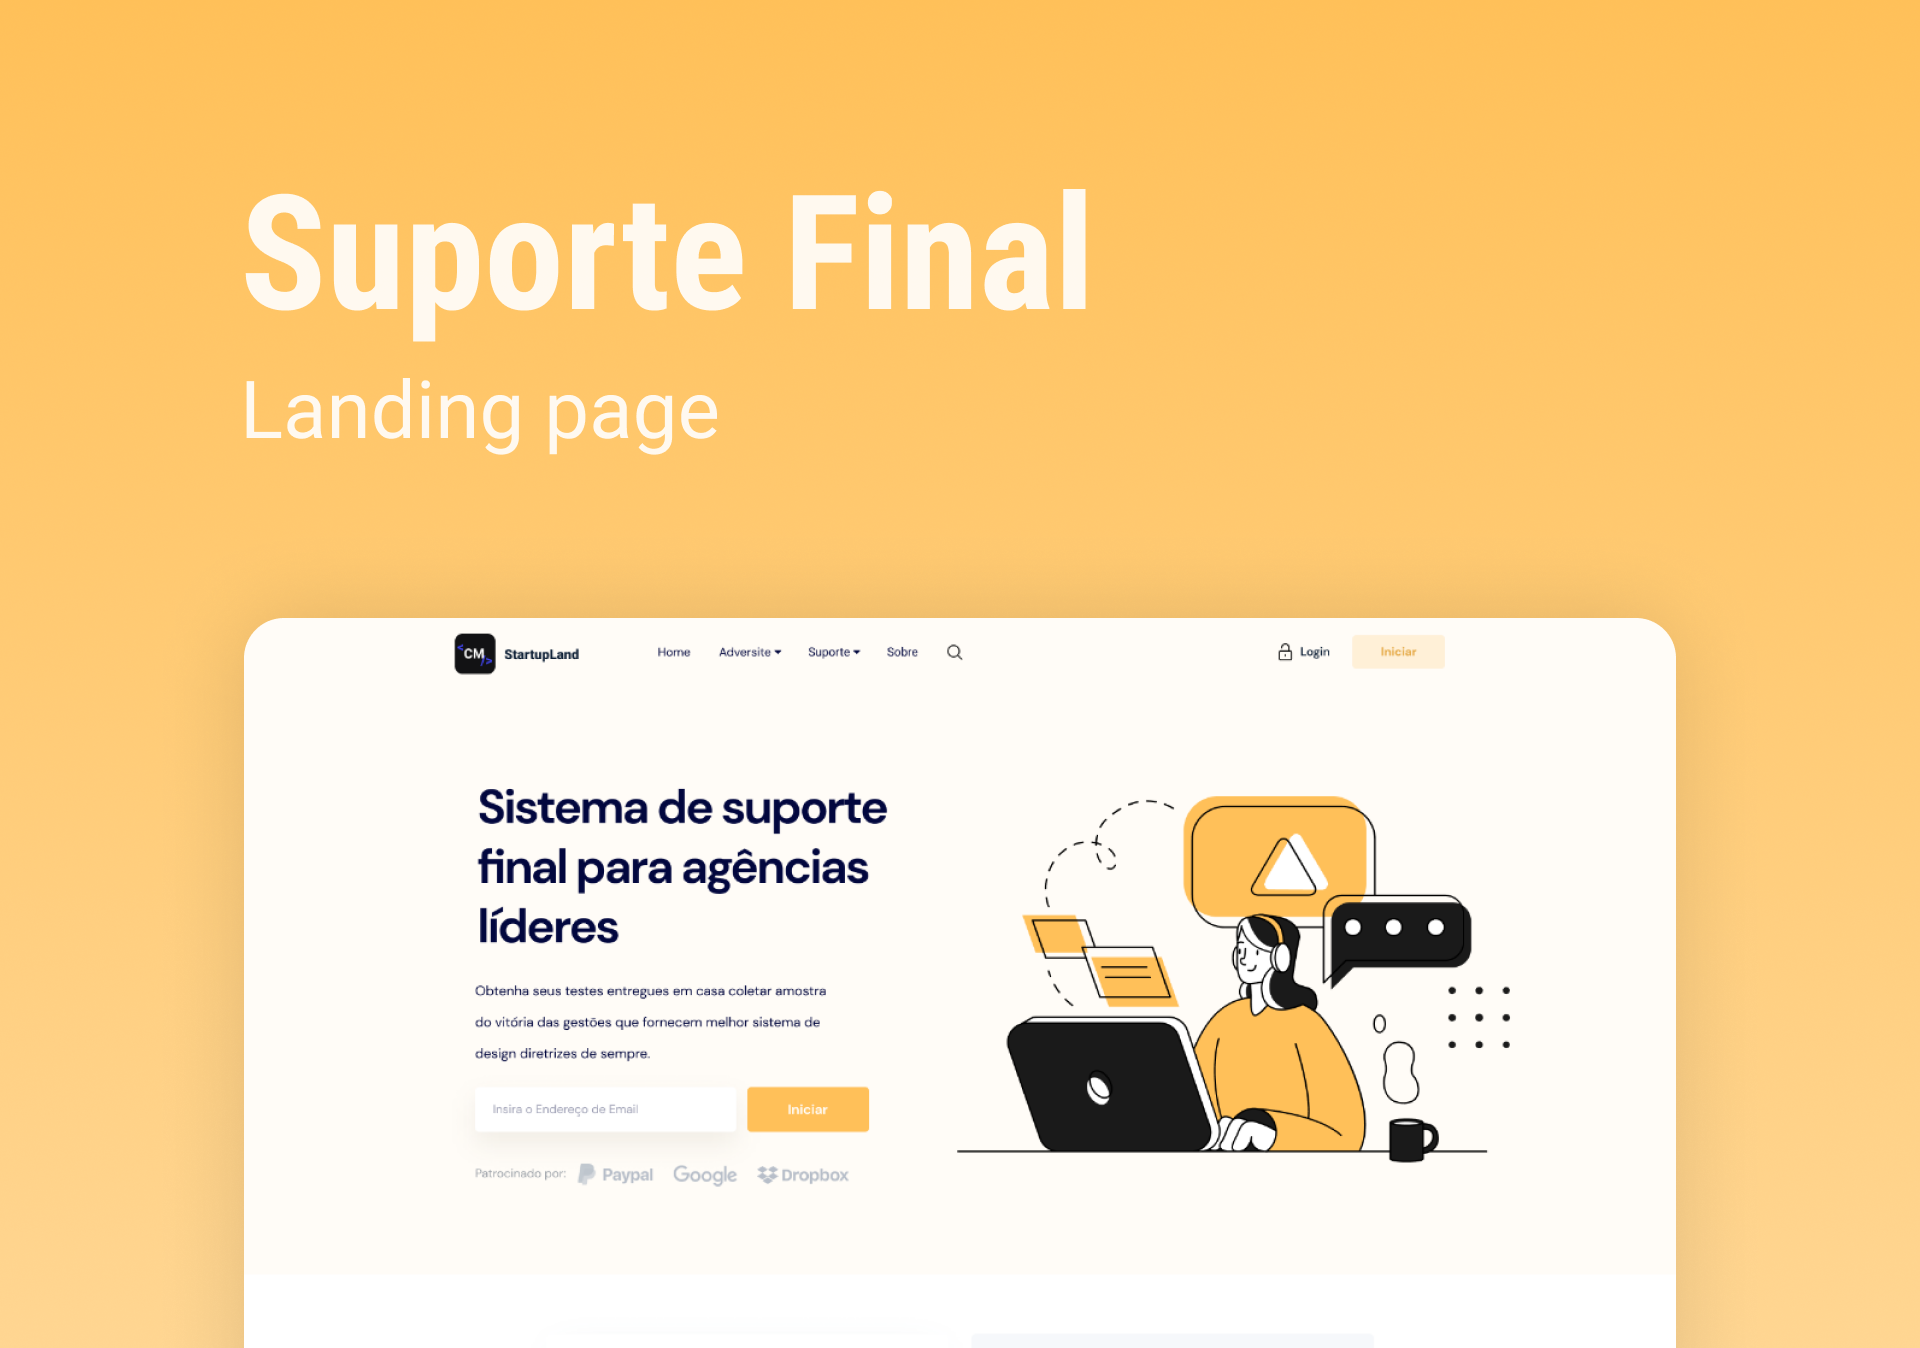 Suporte Final
Landing page
<CM/> StartupLand
Home Adversite Suporte Sobre
Login Iniciar
Sistema de suporte
final para agências
líderes
Obtenha seus testes entregues em casa coletar amostra
do vitória das gestões que fornecem melhor sistema de
design diretrizes de sempre.
Insira o Endereço de Email Iniciar
Patrocinado por: Paypal Google Dropbox